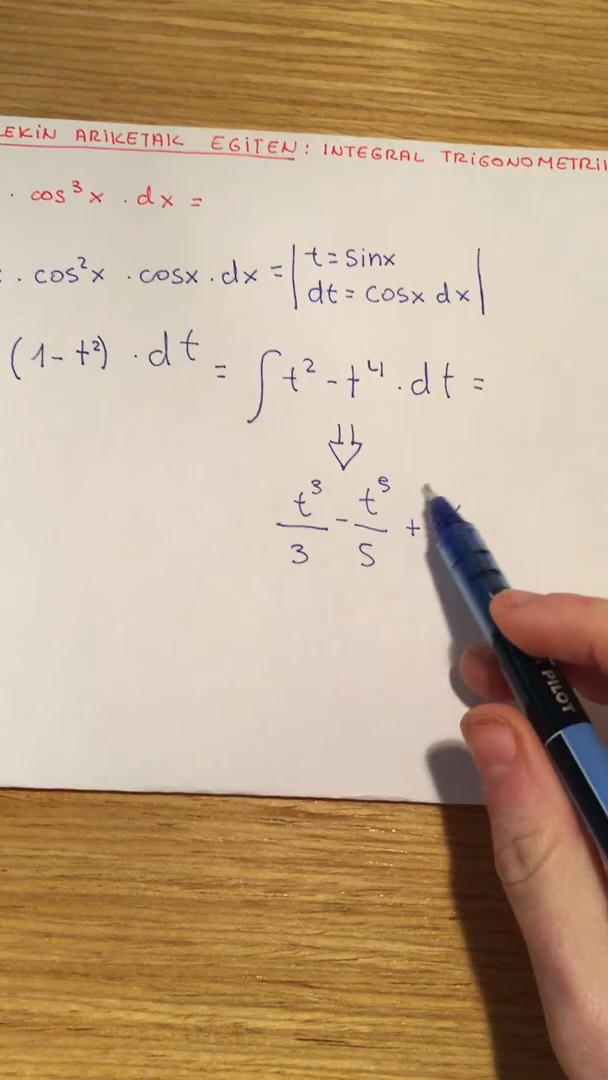 EKIN ARIKETAK EGITEN: INTEGRAL TRIGONOMETRII
. cos³x . dx =
. cos²x . cosx . dx = | t = sinx
dt = cosx dx |
(1 - t²) . dt = ∫ t² - t⁴ . dt =
⇓
t³/3 - t⁵/5 +
PILOT